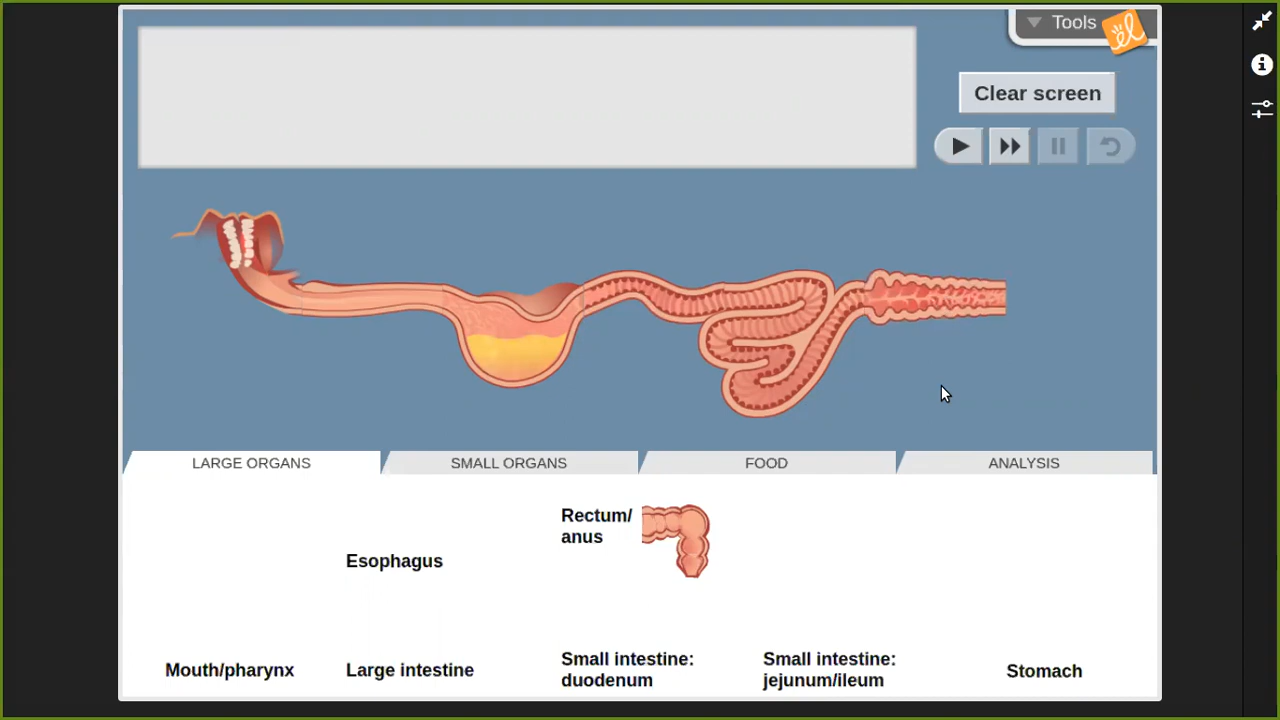 Tools
Clear screen
LARGE ORGANS
SMALL ORGANS
FOOD
ANALYSIS
Rectum/
anus
Esophagus
Mouth/pharynx
Large intestine
Small intestine:
duodenum
Small intestine:
jejunum/ileum
Stomach